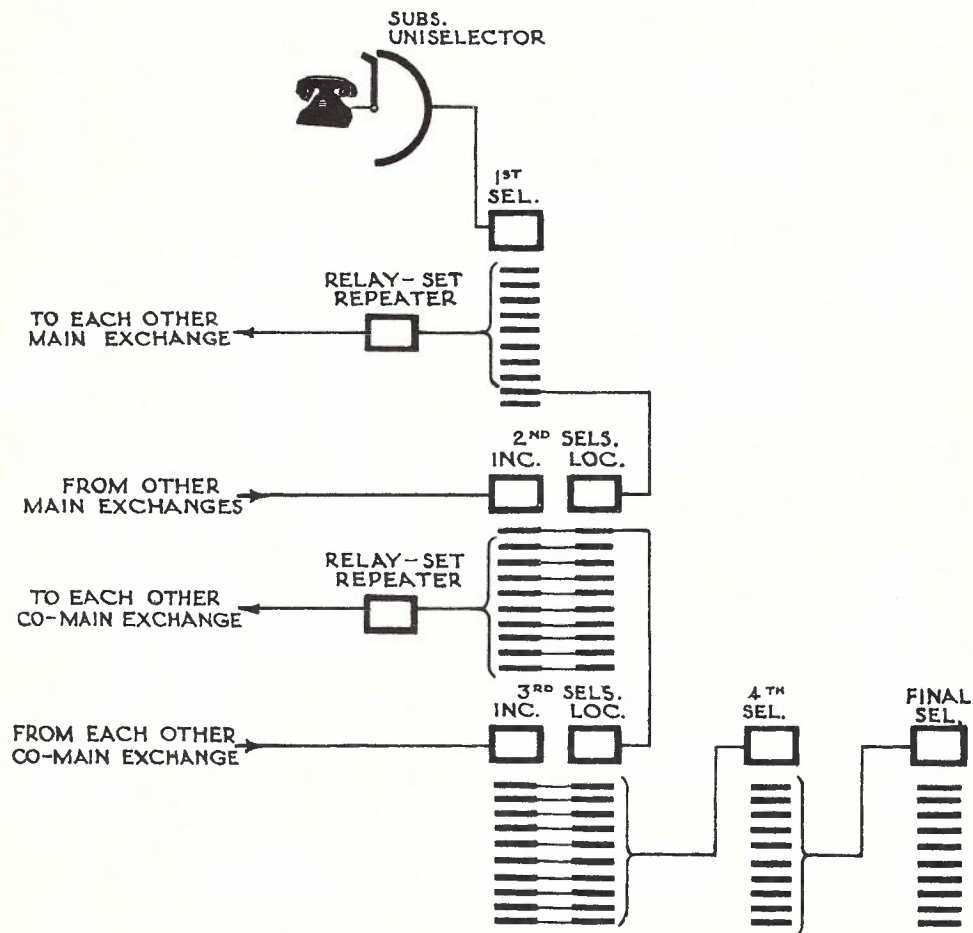 SUBS.
UNISELECTOR
1ST
SEL.
RELAY-SET
REPEATER
TO EACH OTHER
MAIN EXCHANGE
2ND SELS.
INC. LOC.
FROM OTHER
MAIN EXCHANGES
RELAY-SET
REPEATER
TO EACH OTHER
CO-MAIN EXCHANGE
3RD SELS.
INC. LOC.
4TH
SEL.
FINAL
SEL.
FROM EACH OTHER
CO-MAIN EXCHANGE